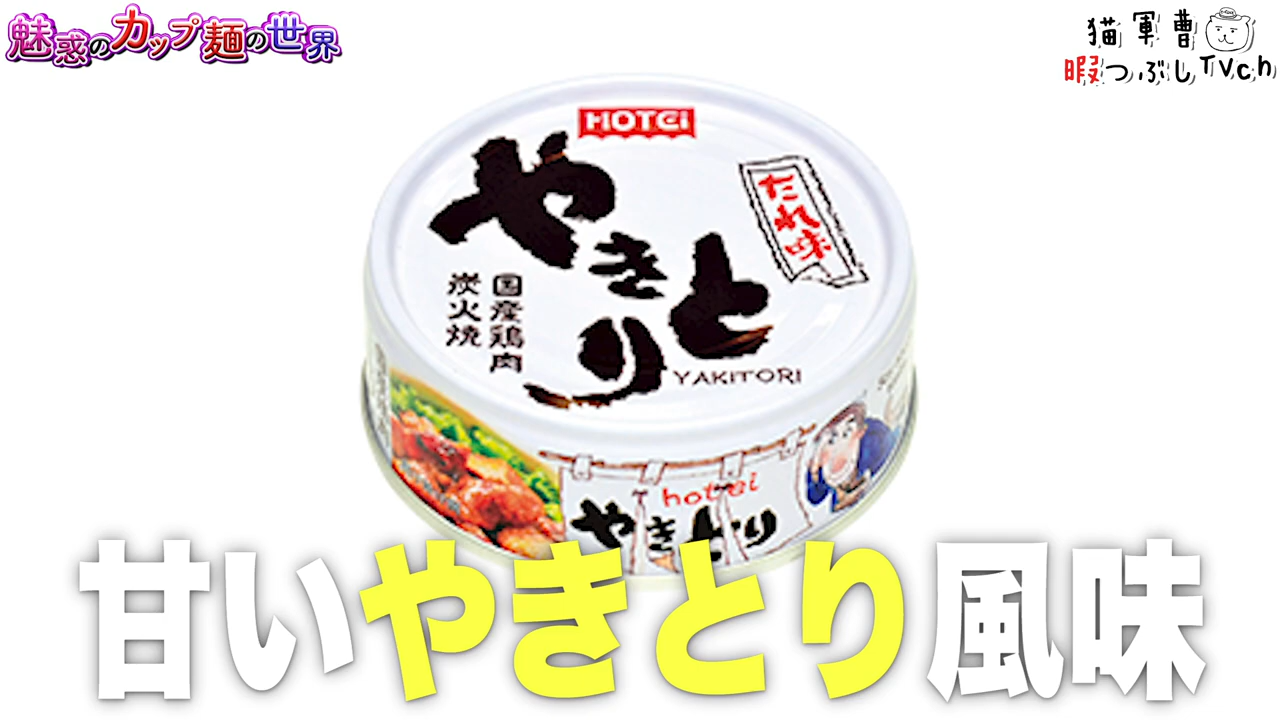 魅惑のカップ麺の世界
猫軍曹
暇つぶしTVch
HOTEi
やきとり
たれ味
国産鶏肉
炭火焼
YAKITORI
hotei
やきとり
甘いやきとり風味